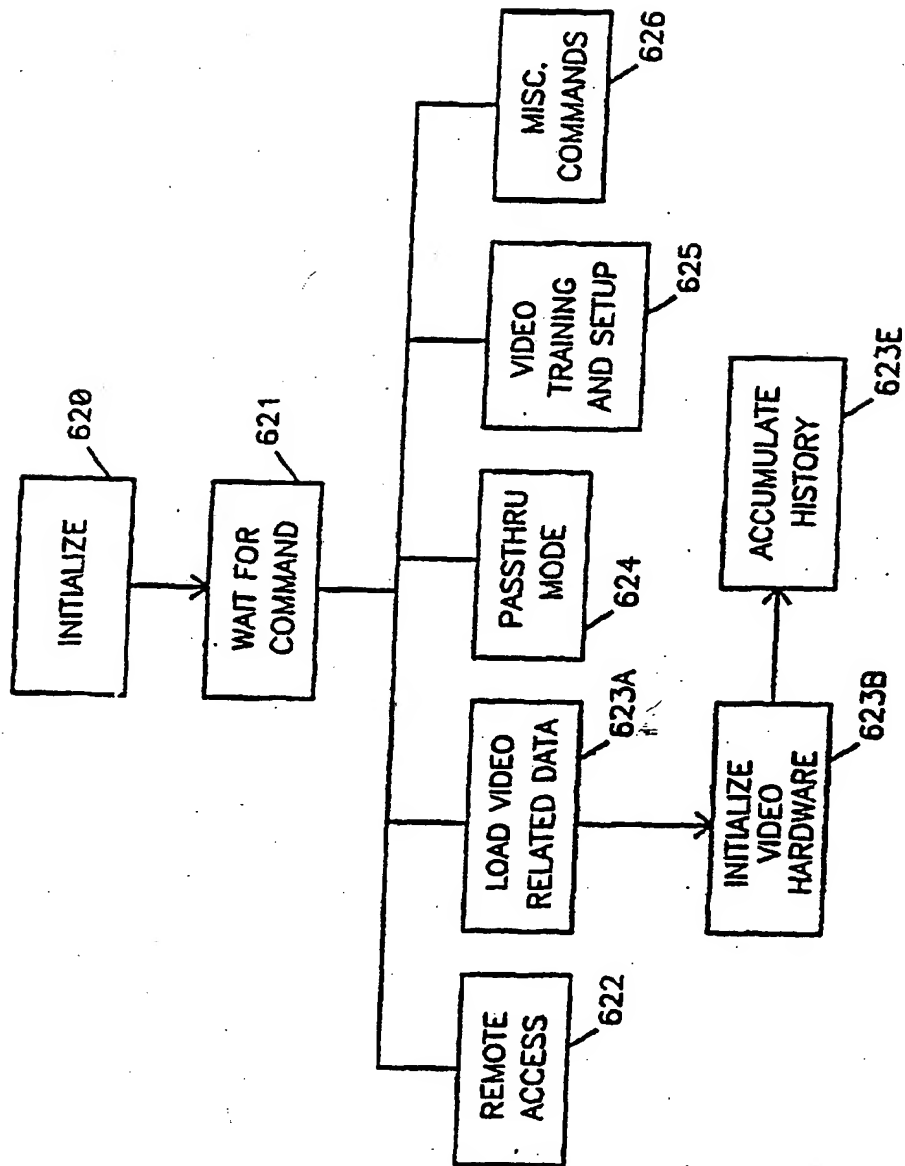 INITIALIZE
620
WAIT FOR
COMMAND
621
REMOTE
ACCESS
622
LOAD VIDEO
RELATED DATA
623A
PASSTHRU
MODE
624
VIDEO
TRAINING
AND SETUP
625
MISC.
COMMANDS
626
INITIALIZE
VIDEO
HARDWARE
623B
ACCUMULATE
HISTORY
623E